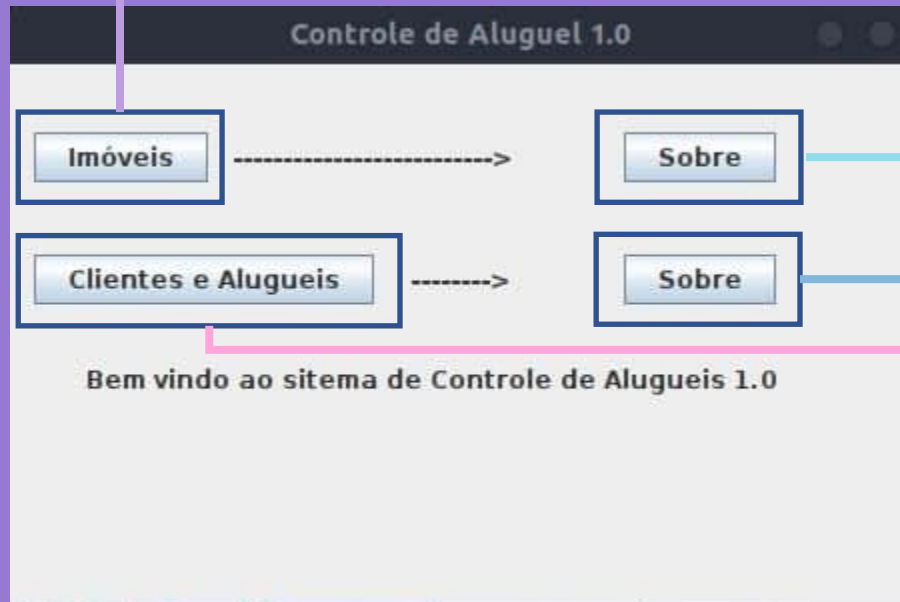 Controle de Aluguel 1.0
Imóveis -------------------------> Sobre
Clientes e Alugueis --------> Sobre
Bem vindo ao sitema de Controle de Alugueis 1.0